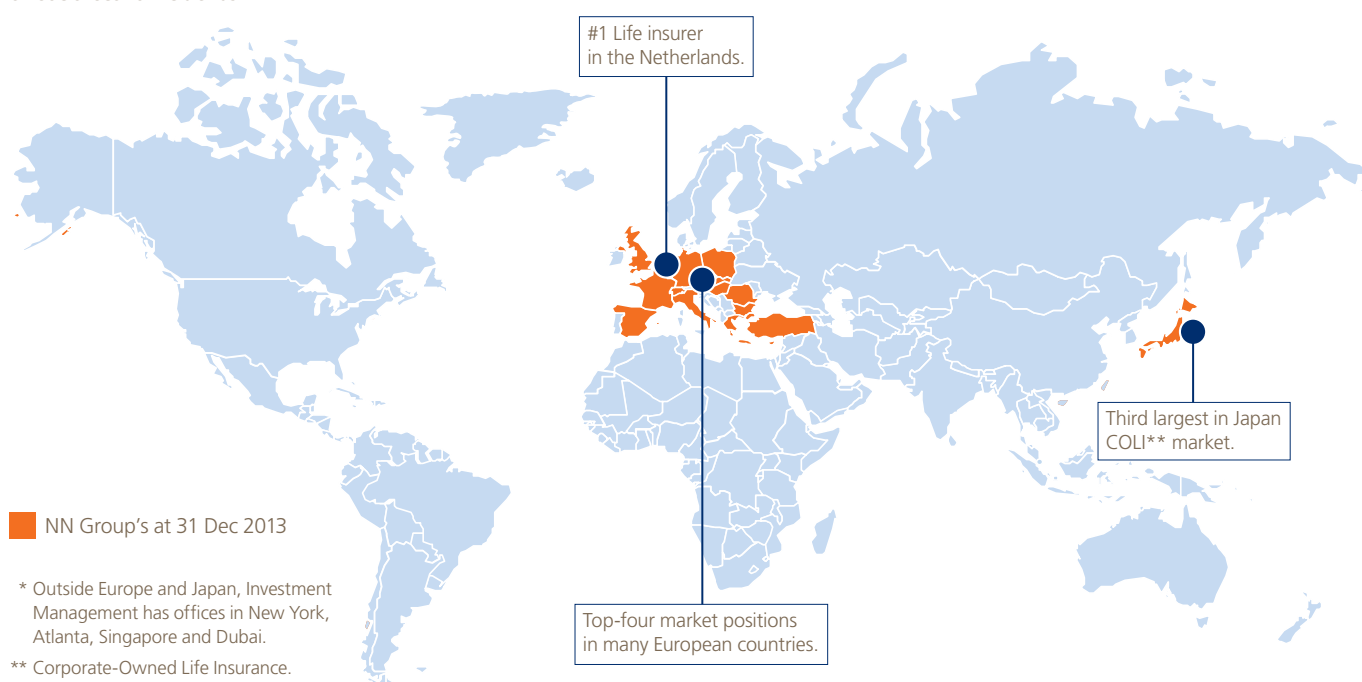 #1 Life insurer
in the Netherlands.
Third largest in Japan
COLI** market.
NN Group's at 31 Dec 2013
* Outside Europe and Japan, Investment
Management has offices in New York,
Atlanta, Singapore and Dubai.
** Corporate-Owned Life Insurance.
Top-four market positions
in many European countries.